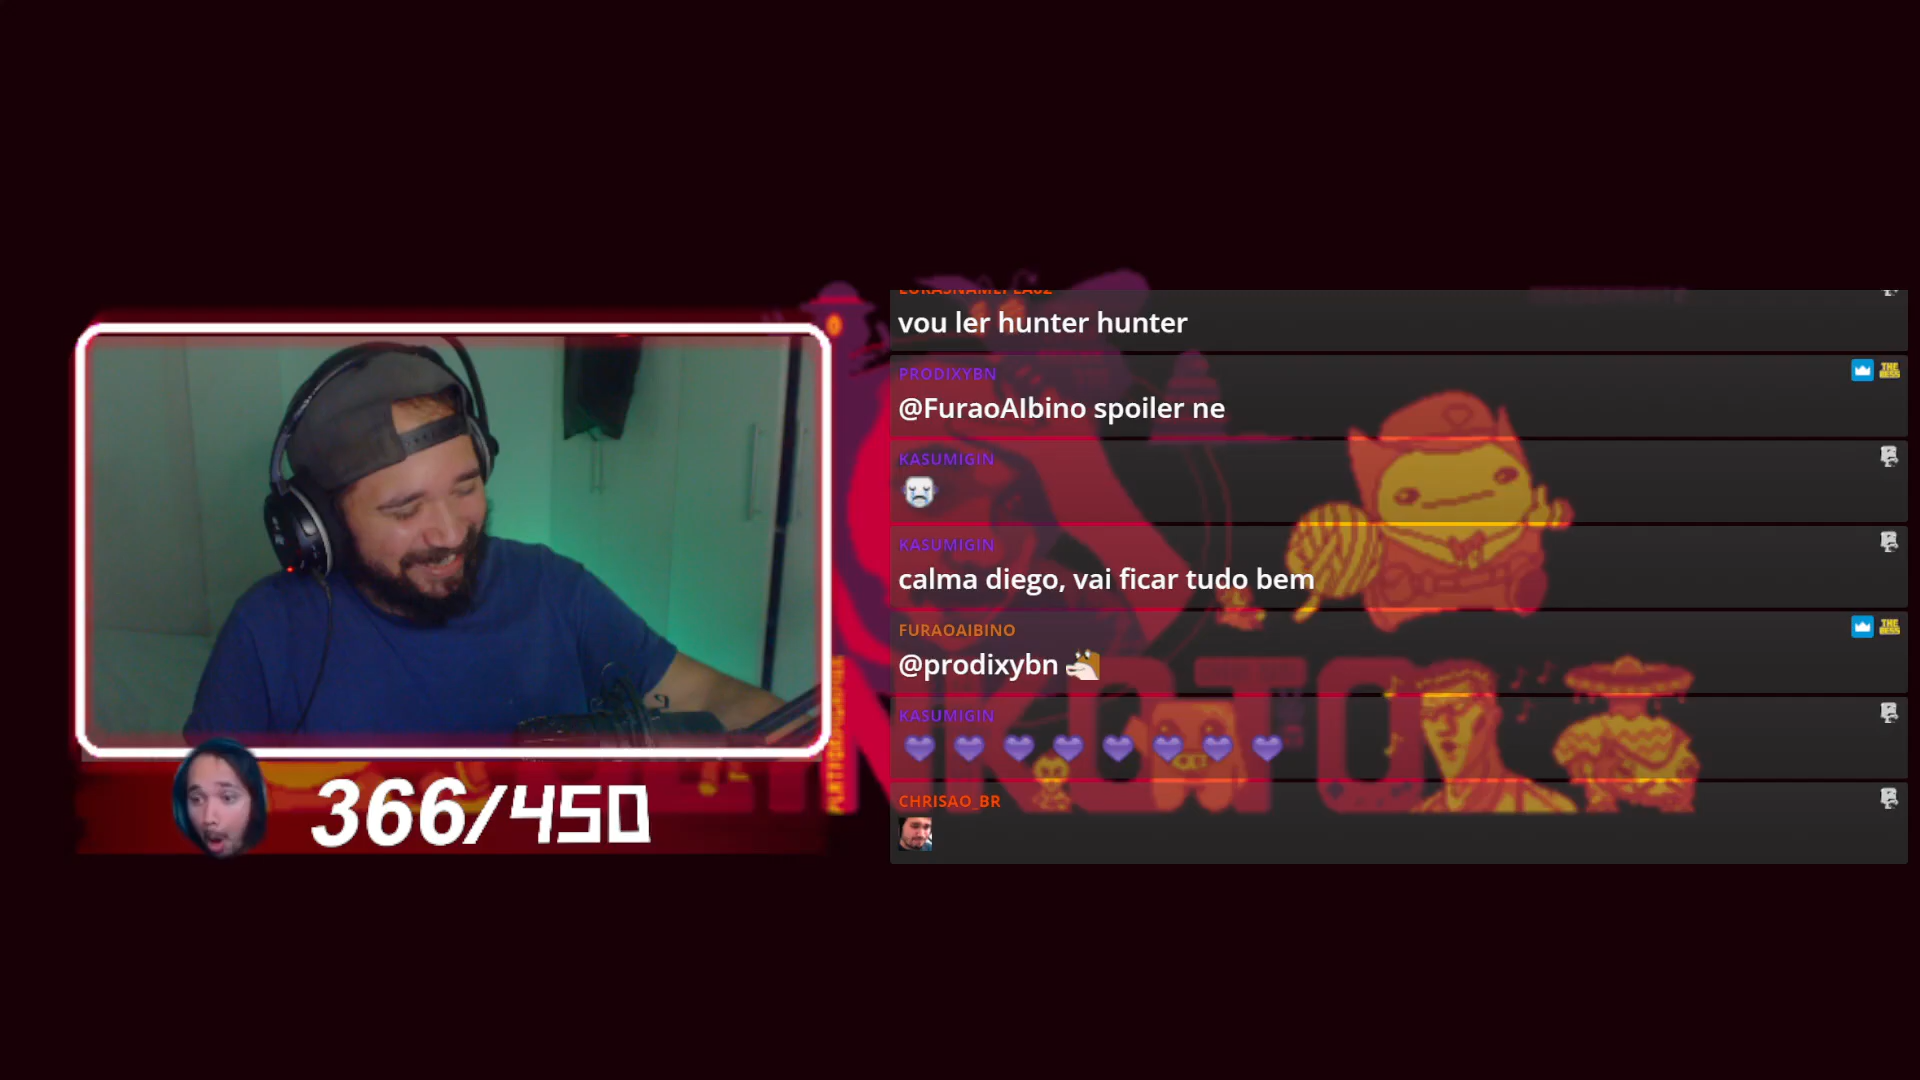 vou ler hunter hunter
PRODIXYBN
@FuraoAlbino spoiler ne
KASUMIGIN
KASUMIGIN
calma diego, vai ficar tudo bem
FURAOAIBINO
@prodixybn
KASUMIGIN
CHRISAO_BR
366/450